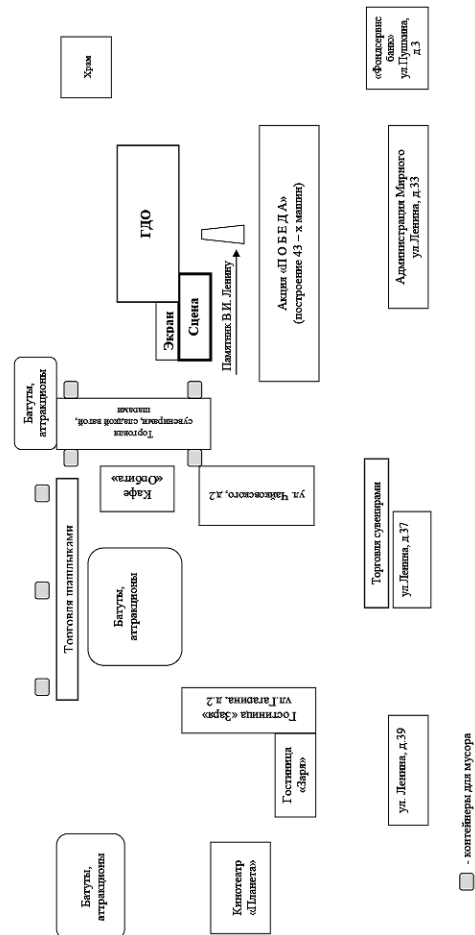 Храм
«Фондсервис
банк»
ул.Пушкина,
д.3
ГДО
Экран
Сцена
Памятник В.И. Ленину
Акция «П О Б Е Д А»
(построение 43 – х машин)
Администрация Мирного
ул.Ленина, д.33
Батуты,
аттракционы
Торговля
сувенирами, сладкой ватой,
шарами
Торговля шашлыками
Кафе
«Орбита»
ул. Чайковского, д.2
Батуты,
аттракционы
Торговля сувенирами
ул.Ленина, д.37
Гостиница «Заря»
ул.Гагарина, д.2
Гостиница
«Заря»
ул. Ленина, д.39
Батуты,
аттракционы
Кинотеатр
«Планета»
- контейнеры для мусора